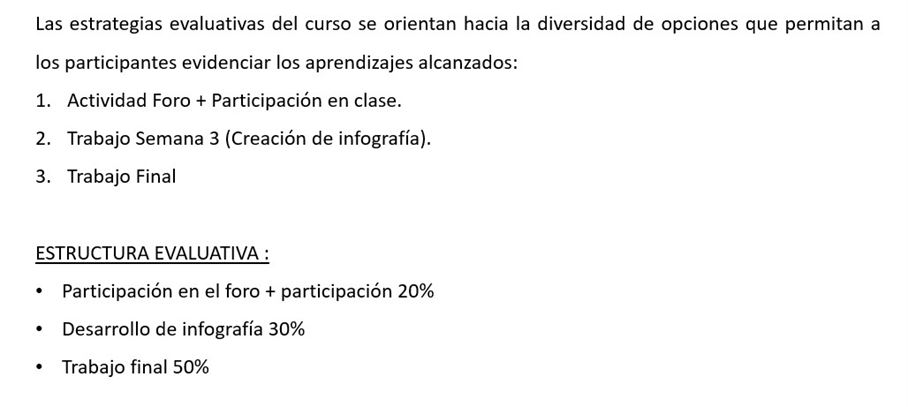 Las estrategias evaluativas del curso se orientan hacia la diversidad de opciones que permitan a
los participantes evidenciar los aprendizajes alcanzados:
1. Actividad Foro + Participación en clase.
2. Trabajo Semana 3 (Creación de infografía).
3. Trabajo Final
ESTRUCTURA EVALUATIVA :
• Participación en el foro + participación 20%
• Desarrollo de infografía 30%
• Trabajo final 50%